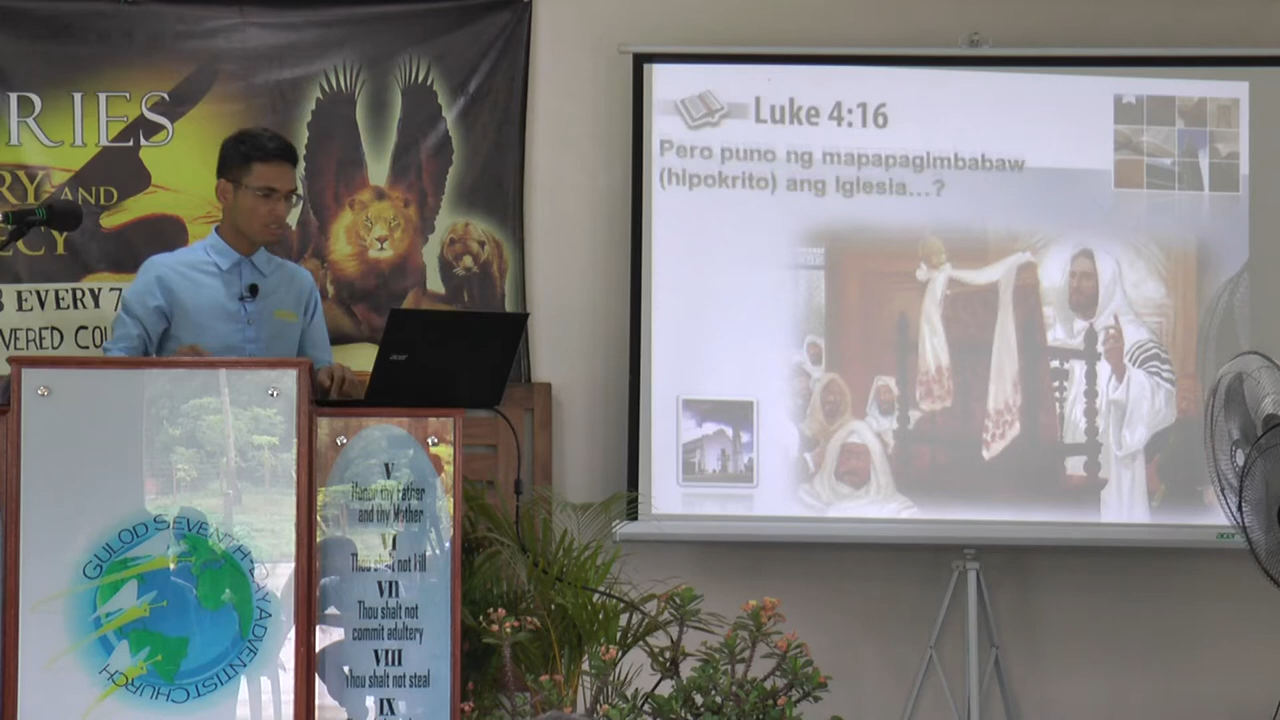 RIES
RY AND
ECY
EVERY 7
VERED COU
acer
GULOD SEVENTH-DAY ADVENTIST CHURCH
V
Honor thy Father
and thy Mother
Thou shalt not kill
VII
Thou shalt not
commit adultery
VIII
Thou shalt not steal
IX
Luke 4:16
Pero puno ng mapapagimbabaw
(hipokrito) ang Iglesia...?
acer